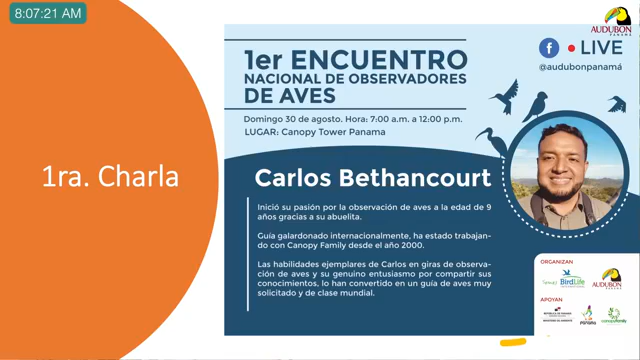 8:07:21 AM
1ra. Charla
1er ENCUENTRO
NACIONAL DE OBSERVADORES
DE AVES
Domingo 30 de agosto. Hora: 7:00 a.m. a 12:00 p.m.
LUGAR: Canopy Tower Panama
AUDUBON
PANAMÁ
LIVE
@audubonpanamá
Carlos Bethancourt
Inició su pasión por la observación de aves a la edad de 9
años gracias a su abuelita.
Guía galardonado internacionalmente, ha estado trabajan-
do con Canopy Family desde el año 2000.
Las habilidades ejemplares de Carlos en giras de observa-
ción de aves y su genuino entusiasmo por compartir sus
conocimientos, lo han convertido en un guía de aves muy
solicitado y de clase mundial.
ORGANIZAN
BirdLife
AUDUBON
APOYAN